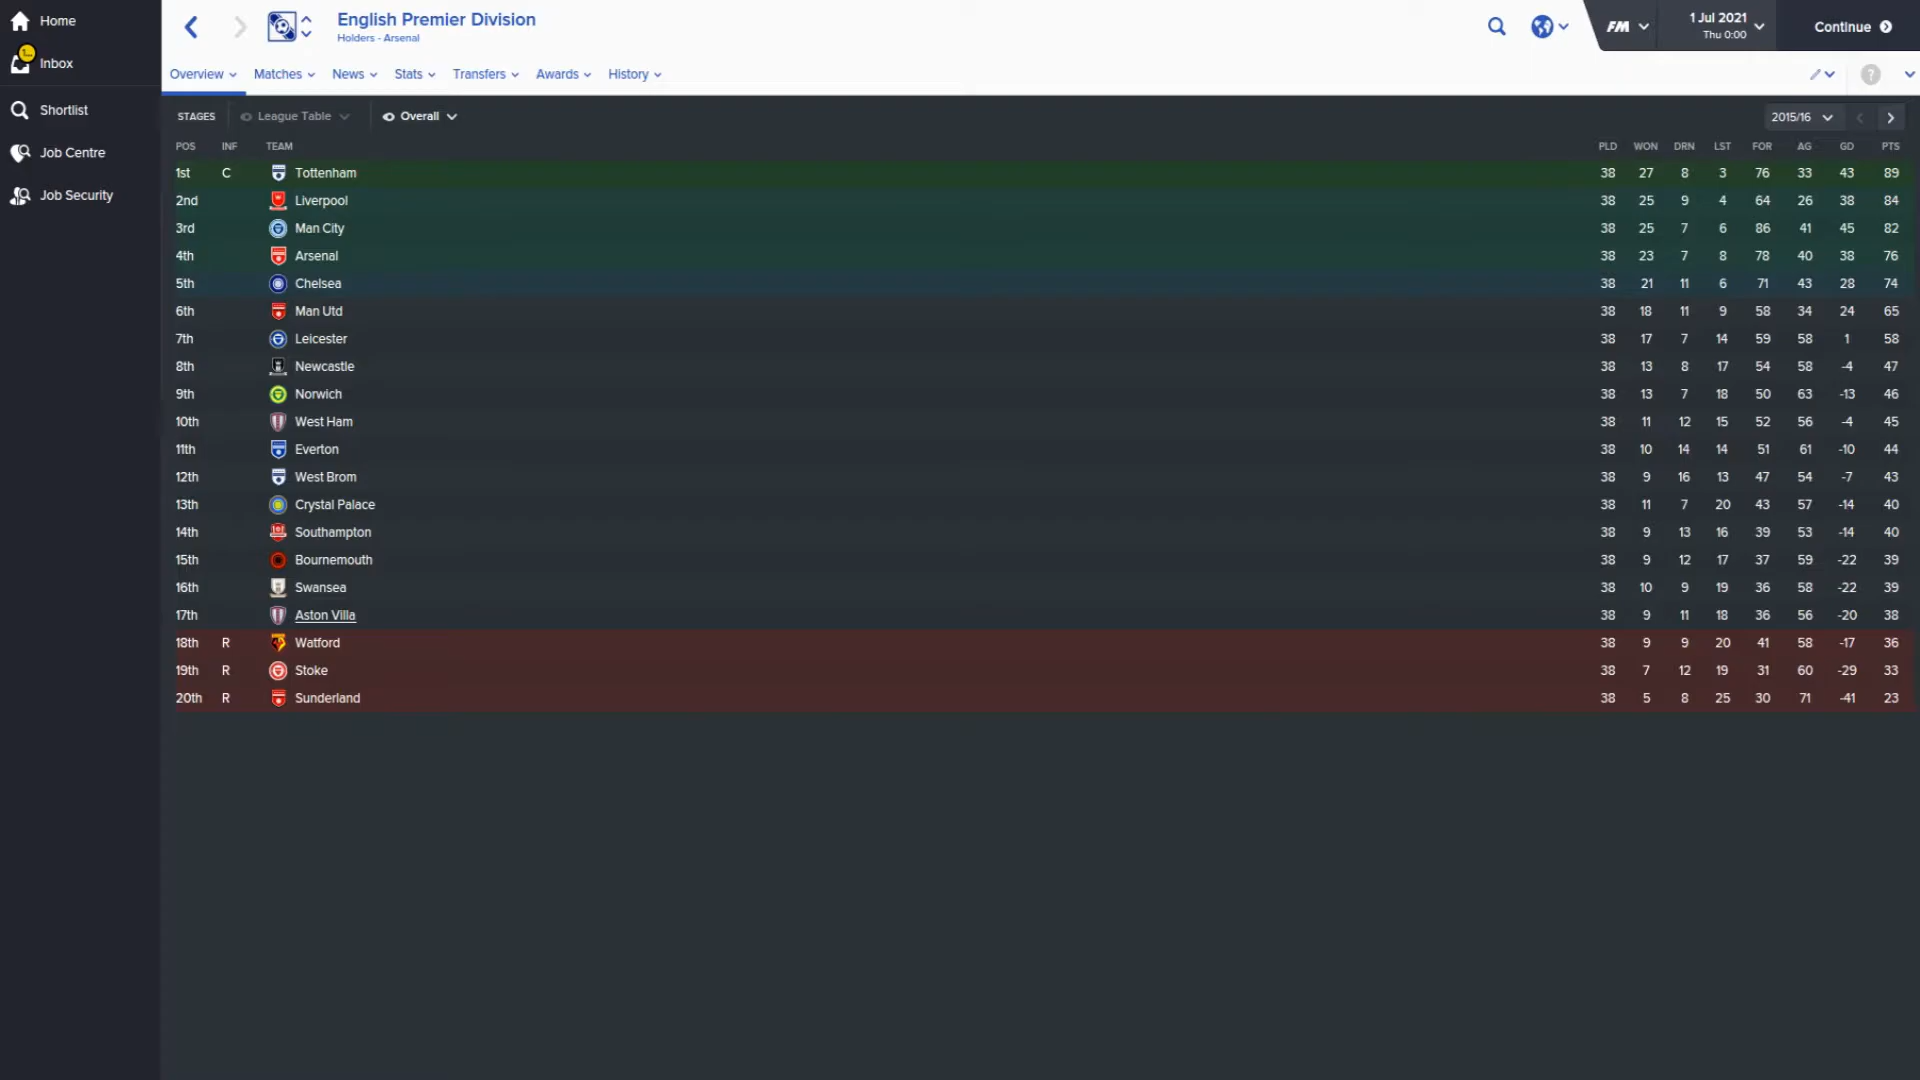 Home
Inbox
Shortlist
Job Centre
Job Security
English Premier Division
Holders - Arsenal
FM
1 Jul 2021
Thu 0:00
Continue
Overview Matches News Stats Transfers Awards History
?
STAGES League Table Overall 2015/16
POS INF TEAM PLD WON DRN LST FOR AG GD PTS
1st C Tottenham 38 27 8 3 76 33 43 89
2nd Liverpool 38 25 9 4 64 26 38 84
3rd Man City 38 25 7 6 86 41 45 82
4th Arsenal 38 23 7 8 78 40 38 76
5th Chelsea 38 21 11 6 71 43 28 74
6th Man Utd 38 18 11 9 58 34 24 65
7th Leicester 38 17 7 14 59 58 1 58
8th Newcastle 38 13 8 17 54 58 -4 47
9th Norwich 38 13 7 18 50 63 -13 46
10th West Ham 38 11 12 15 52 56 -4 45
11th Everton 38 10 14 14 51 61 -10 44
12th West Brom 38 9 16 13 47 54 -7 43
13th Crystal Palace 38 11 7 20 43 57 -14 40
14th Southampton 38 9 13 16 39 53 -14 40
15th Bournemouth 38 9 12 17 37 59 -22 39
16th Swansea 38 10 9 19 36 58 -22 39
17th Aston Villa 38 9 11 18 36 56 -20 38
18th R Watford 38 9 9 20 41 58 -17 36
19th R Stoke 38 7 12 19 31 60 -29 33
20th R Sunderland 38 5 8 25 30 71 -41 23